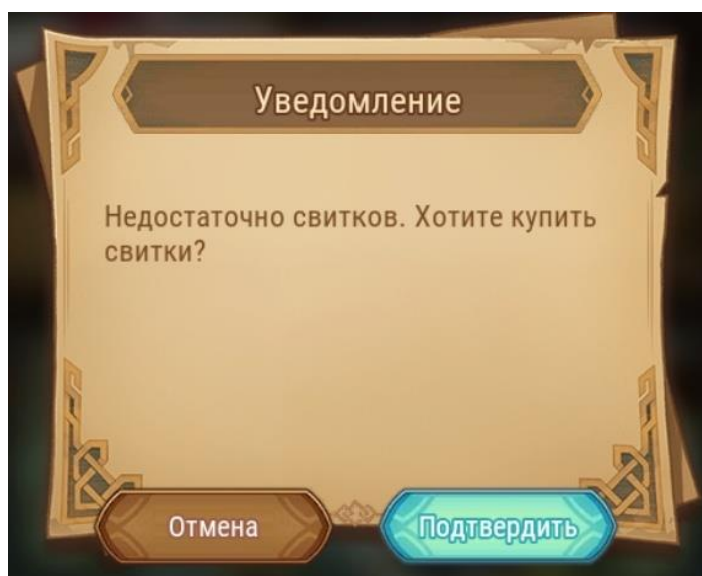 Уведомление
Недостаточно свитков. Хотите купить
свитки?
Отмена
Подтвердить